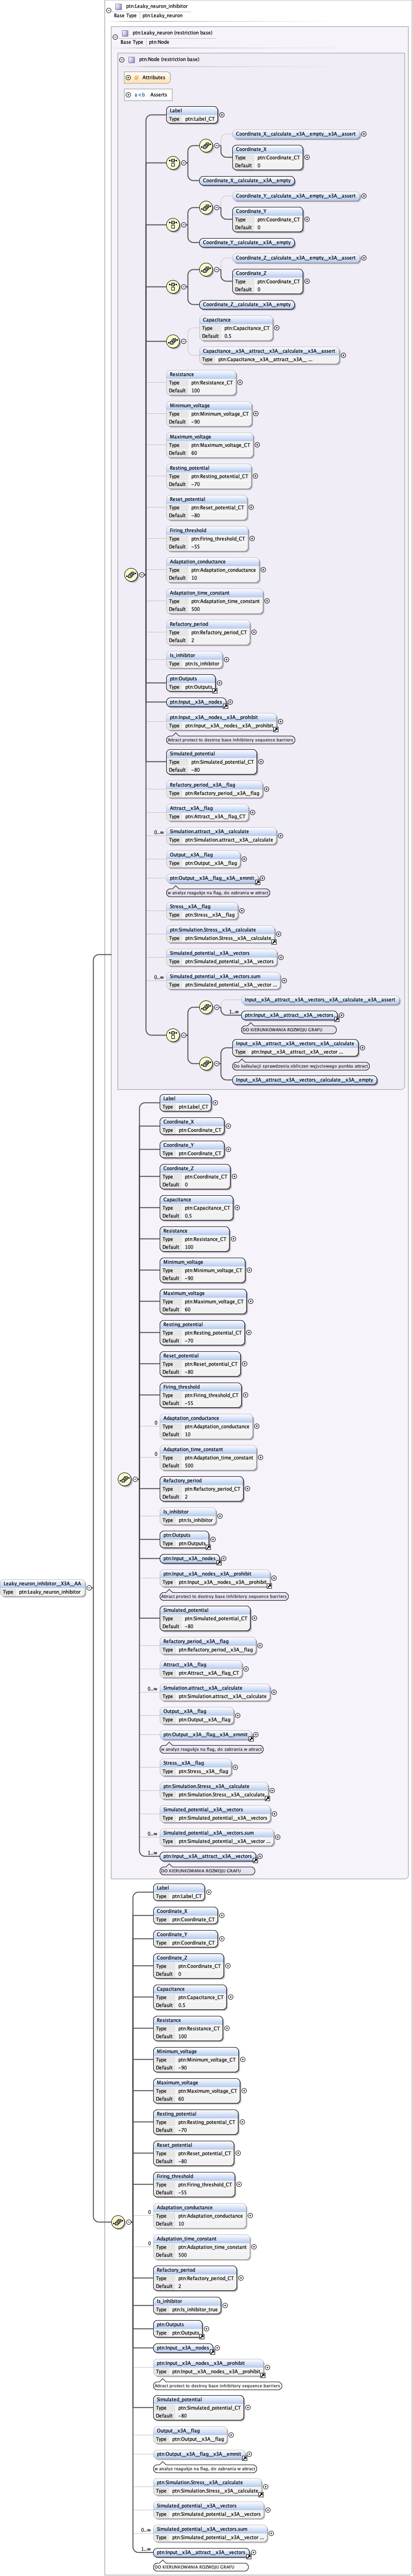 ptn:Leaky_neuron_inhibitor
Base Type ptn:Leaky_neuron
ptn:Leaky_neuron (restriction base)
Base Type ptn:Node
ptn:Node (restriction base)
Attributes
a<b Asserts
Label
Type ptn:Label_CT
Coordinate_X__calculate__x3A__empty__x3A__assert
Coordinate_X
Type ptn:Coordinate_CT
Default 0
Coordinate_X__calculate__x3A__empty
Coordinate_Y__calculate__x3A__empty__x3A__assert
Coordinate_Y
Type ptn:Coordinate_CT
Default 0
Coordinate_Y__calculate__x3A__empty
Coordinate_Z__calculate__x3A__empty__x3A__assert
Coordinate_Z
Type ptn:Coordinate_CT
Default 0
Coordinate_Z__calculate__x3A__empty
Capacitance
Type ptn:Capacitance_CT
Default 0.5
Capacitance__x3A__attract__x3A__calculate__x3A__assert
Type ptn:Capacitance__x3A__attract__x3A__ ...
Resistance
Type ptn:Resistance_CT
Default 100
Minimum_voltage
Type ptn:Minimum_voltage_CT
Default -90
Maximum_voltage
Type ptn:Maximum_voltage_CT
Default 60
Resting_potential
Type ptn:Resting_potential_CT
Default -70
Reset_potential
Type ptn:Reset_potential_CT
Default -80
Firing_threshold
Type ptn:Firing_threshold_CT
Default -55
Adaptation_conductance
Type ptn:Adaptation_conductance
Default 10
Adaptation_time_constant
Type ptn:Adaptation_time_constant
Default 500
Refactory_period
Type ptn:Refactory_period_CT
Default 2
Is_inhibitor
Type ptn:Is_inhibitor
ptn:Outputs
Type ptn:Outputs
ptn:Input__x3A__nodes
ptn:Input__x3A__nodes__x3A__prohibit
Type ptn:Input__x3A__nodes__x3A__prohibit
Attract protect to destroy base inhibitory sequence barriers
Simulated_potential
Type ptn:Simulated_potential_CT
Default -80
Refactory_period__x3A__flag
Type ptn:Refactory_period__x3A__flag
Attract__x3A__flag
Type ptn:Attract__x3A__flag_CT
0..∞ Simulation.attract__x3A__calculate
Type ptn:Simulation.attract__x3A__calculate
Output__x3A__flag
Type ptn:Output__x3A__flag
ptn:Output__x3A__flag__x3A__emmit
w analyz reagukje na flag, do zabrania w attract
Stress__x3A__flag
Type ptn:Stress__x3A__flag
ptn:Simulation.Stress__x3A__calculate
Type ptn:Simulation.Stress__x3A__calculate
Simulated_potential__x3A__vectors
Type ptn:Simulated_potential__x3A__vectors
0..∞ Simulated_potential__x3A__vectors.sum
Type ptn:Simulated_potential__x3A__vector ...
Input__x3A__attract__x3A__vectors__x3A__calculate__x3A__assert
1..∞ ptn:Input__x3A__attract__x3A__vectors
DO KIERUNKOWANIA ROZWOJU GRAFU
Input__x3A__attract__x3A__vectors__x3A__calculate
Type ptn:Input__x3A__attract__x3A__vector ...
Do kalkulacji sprawdzenia obliczen wyjsciowego punktu attract
Input__x3A__attract__x3A__vectors__calculate__x3A__empty
Label
Type ptn:Label_CT
Coordinate_X
Type ptn:Coordinate_CT
Coordinate_Y
Type ptn:Coordinate_CT
Coordinate_Z
Type ptn:Coordinate_CT
Default 0
Capacitance
Type ptn:Capacitance_CT
Default 0.5
Resistance
Type ptn:Resistance_CT
Default 100
Minimum_voltage
Type ptn:Minimum_voltage_CT
Default -90
Maximum_voltage
Type ptn:Maximum_voltage_CT
Default 60
Resting_potential
Type ptn:Resting_potential_CT
Default -70
Reset_potential
Type ptn:Reset_potential_CT
Default -80
Firing_threshold
Type ptn:Firing_threshold_CT
Default -55
0 Adaptation_conductance
Type ptn:Adaptation_conductance
Default 10
0 Adaptation_time_constant
Type ptn:Adaptation_time_constant
Default 500
Refactory_period
Type ptn:Refactory_period_CT
Default 2
Is_inhibitor
Type ptn:Is_inhibitor
ptn:Outputs
Type ptn:Outputs
ptn:Input__x3A__nodes
ptn:Input__x3A__nodes__x3A__prohibit
Type ptn:Input__x3A__nodes__x3A__prohibit
Attract protect to destroy base inhibitory sequence barriers
Leaky_neuron_inhibitor__X3A__AA
Type ptn:Leaky_neuron_inhibitor
Simulated_potential
Type ptn:Simulated_potential_CT
Default -80
Refactory_period__x3A__flag
Type ptn:Refactory_period__x3A__flag
Attract__x3A__flag
Type ptn:Attract__x3A__flag_CT
0..∞ Simulation.attract__x3A__calculate
Type ptn:Simulation.attract__x3A__calculate
Output__x3A__flag
Type ptn:Output__x3A__flag
ptn:Output__x3A__flag__x3A__emmit
w analyz reagukje na flag, do zabrania w attract
Stress__x3A__flag
Type ptn:Stress__x3A__flag
ptn:Simulation.Stress__x3A__calculate
Type ptn:Simulation.Stress__x3A__calculate
Simulated_potential__x3A__vectors
Type ptn:Simulated_potential__x3A__vectors
0..∞ Simulated_potential__x3A__vectors.sum
Type ptn:Simulated_potential__x3A__vector ...
1..∞ ptn:Input__x3A__attract__x3A__vectors
DO KIERUNKOWANIA ROZWOJU GRAFU
Label
Type ptn:Label_CT
Coordinate_X
Type ptn:Coordinate_CT
Coordinate_Y
Type ptn:Coordinate_CT
Coordinate_Z
Type ptn:Coordinate_CT
Default 0
Capacitance
Type ptn:Capacitance_CT
Default 0.5
Resistance
Type ptn:Resistance_CT
Default 100
Minimum_voltage
Type ptn:Minimum_voltage_CT
Default -90
Maximum_voltage
Type ptn:Maximum_voltage_CT
Default 60
Resting_potential
Type ptn:Resting_potential_CT
Default -70
Reset_potential
Type ptn:Reset_potential_CT
Default -80
Firing_threshold
Type ptn:Firing_threshold_CT
Default -55
0 Adaptation_conductance
Type ptn:Adaptation_conductance
Default 10
0 Adaptation_time_constant
Type ptn:Adaptation_time_constant
Default 500
Refactory_period
Type ptn:Refactory_period_CT
Default 2
Is_inhibitor
Type ptn:Is_inhibitor_true
ptn:Outputs
Type ptn:Outputs
ptn:Input__x3A__nodes
ptn:Input__x3A__nodes__x3A__prohibit
Type ptn:Input__x3A__nodes__x3A__prohibit
Attract protect to destroy base inhibitory sequence barriers
Simulated_potential
Type ptn:Simulated_potential_CT
Default -80
Output__x3A__flag
Type ptn:Output__x3A__flag
ptn:Output__x3A__flag__x3A__emmit
w analyz reagukje na flag, do zabrania w attract
ptn:Simulation.Stress__x3A__calculate
Type ptn:Simulation.Stress__x3A__calculate
Simulated_potential__x3A__vectors
Type ptn:Simulated_potential__x3A__vectors
0..∞ Simulated_potential__x3A__vectors.sum
Type ptn:Simulated_potential__x3A__vector ...
1..∞ ptn:Input__x3A__attract__x3A__vectors
DO KIERUNKOWANIA ROZWOJU GRAFU